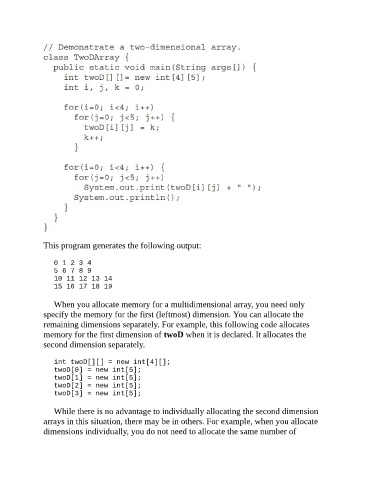 // Demonstrate a two-dimensional array.
class TwoDArray {
public static void main(String args[]) {
int twoD[][]= new int[4][5];
int i, j, k = 0;
for(i=0; i<4; i++)
for(j=0; j<5; j++) {
twoD[i][j] = k;
k++;
}
for(i=0; i<4; i++) {
for(j=0; j<5; j++)
System.out.print(twoD[i][j] + " ");
System.out.println();
}
}
}
This program generates the following output:
0 1 2 3 4
5 6 7 8 9
10 11 12 13 14
15 16 17 18 19
When you allocate memory for a multidimensional array, you need only
specify the memory for the first (leftmost) dimension. You can allocate the
remaining dimensions separately. For example, this following code allocates
memory for the first dimension of twoD when it is declared. It allocates the
second dimension separately.
int twoD[][] = new int[4][];
twoD[0] = new int[5];
twoD[1] = new int[5];
twoD[2] = new int[5];
twoD[3] = new int[5];
While there is no advantage to individually allocating the second dimension
arrays in this situation, there may be in others. For example, when you allocate
dimensions individually, you do not need to allocate the same number of